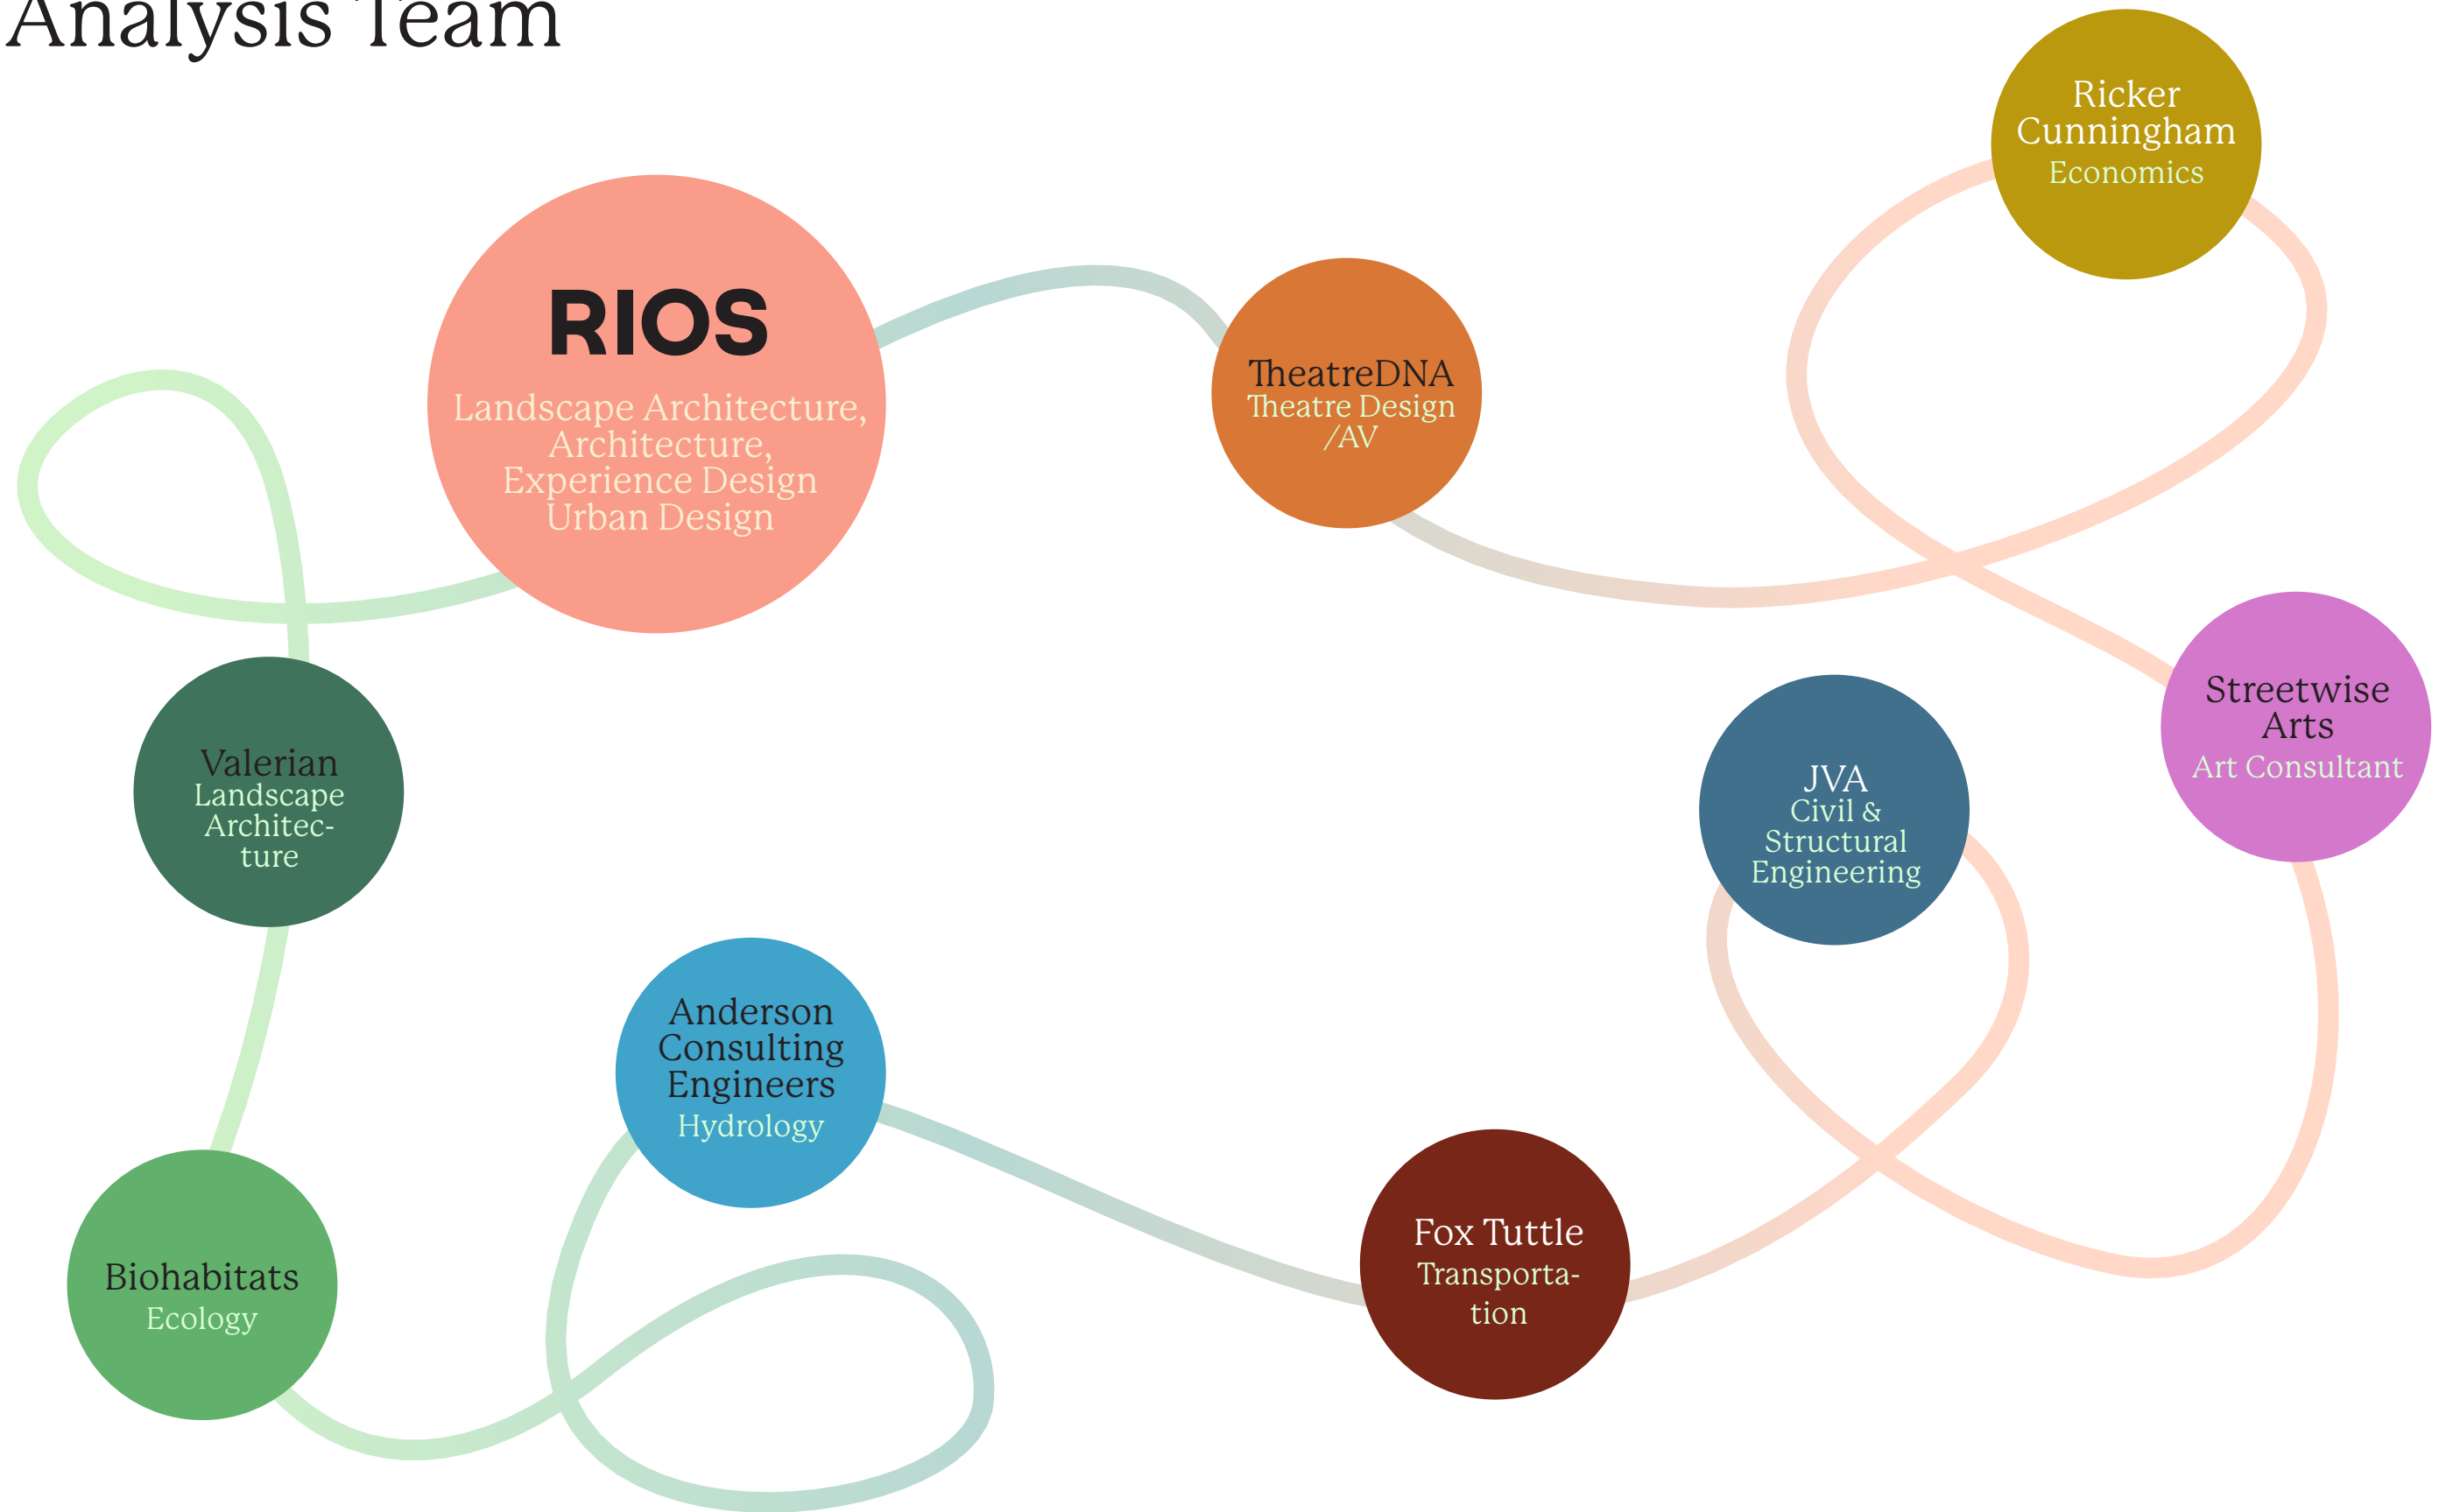 Analysis Team
Ricker
Cunningham
Economics
RIOS
Landscape Architecture,
Architecture,
Experience Design
Urban Design
TheatreDNA
Theatre Design
/AV
Streetwise
Arts
Art Consultant
Valerian
Landscape
Architec-
ture
JVA
Civil &
Structural
Engineering
Anderson
Consulting
Engineers
Hydrology
Fox Tuttle
Transporta-
tion
Biohabitats
Ecology